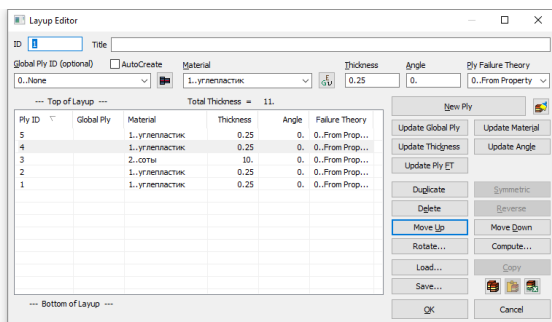 Layup Editor
ID 1 Title
Global Ply ID (optional) AutoCreate Material Thickness Angle Ply Failure Theory
0..None 1..углепластик 0.25 0. 0..From Property
--- Top of Layup --- Total Thickness = 11. New Ply
Ply ID Global Ply Material Thickness Angle Failure Theory
5 1..углепластик 0.25 0. 0..From Prop...
4 1..углепластик 0.25 0. 0..From Prop...
3 2..соты 10. 0. 0..From Prop...
2 1..углепластик 0.25 0. 0..From Prop...
1 1..углепластик 0.25 0. 0..From Prop...
Update Global Ply Update Material
Update Thickness Update Angle
Update Ply FT
Duplicate Symmetric
Delete Reverse
Move Up Move Down
Rotate... Compute...
Load... Copy
Save...
--- Bottom of Layup ---
OK Cancel